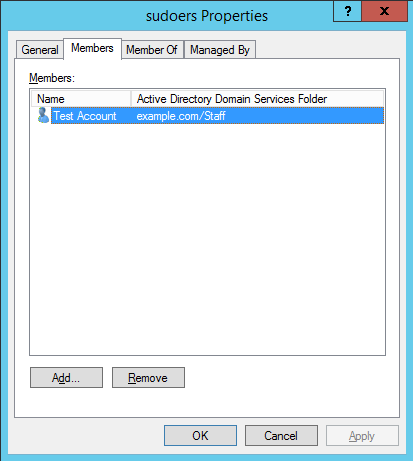 sudoers Properties
? X
General Members Member Of Managed By
Members:
Name Active Directory Domain Services Folder
Test Account example.com/Staff
Add... Remove
OK Cancel Apply